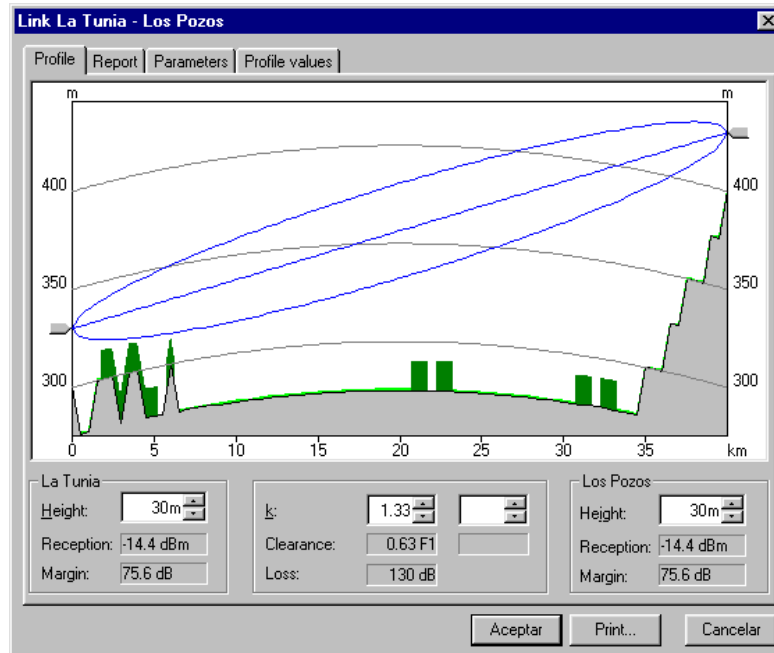 Link La Tunia - Los Pozos
Profile Report Parameters Profile values
m m
400 400
350 350
300 300
0 5 10 15 20 25 30 35 km
La Tunia
Height: 30m
Reception: -14.4 dBm
Margin: 75.6 dB
k: 1.33
Clearance: 0.63 F1
Loss: 130 dB
Los Pozos
Height: 30m
Reception: -14.4 dBm
Margin: 75.6 dB
Aceptar Print... Cancelar